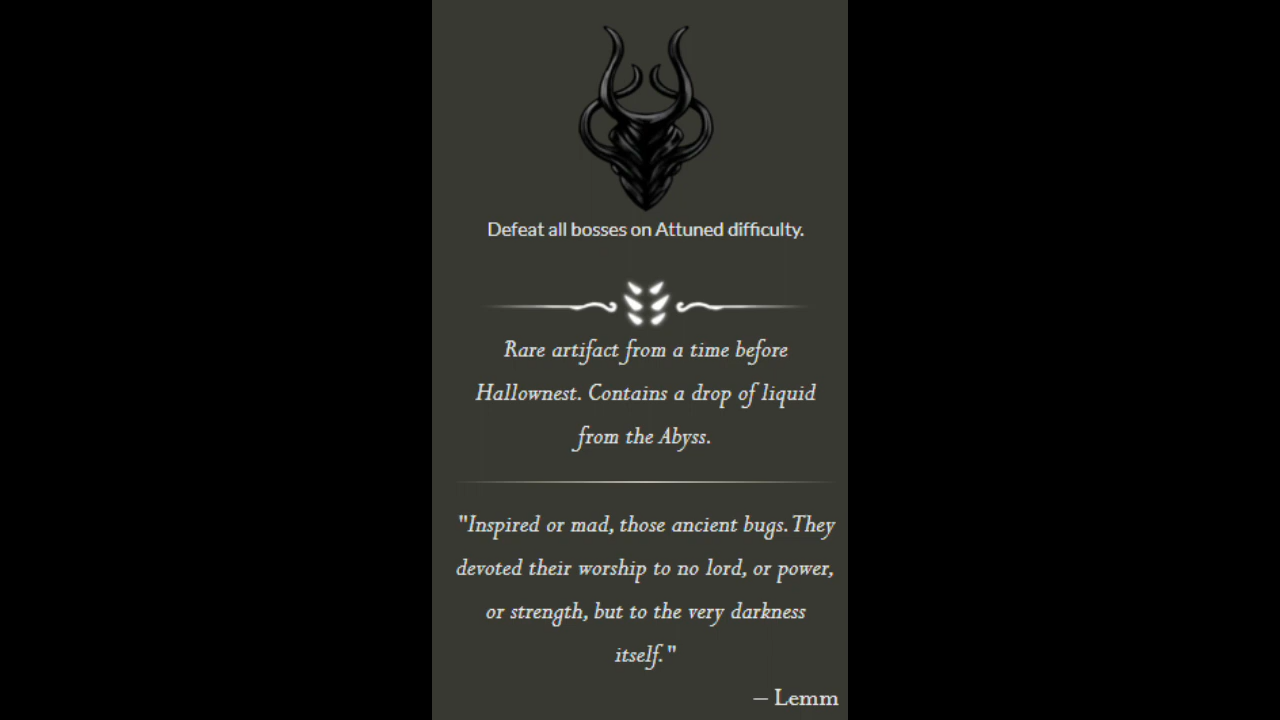 Defeat all bosses on Attuned difficulty.
Rare artifact from a time before
Hallownest. Contains a drop of liquid
from the Abyss.
"Inspired or mad, those ancient bugs. They
devoted their worship to no lord, or power,
or strength, but to the very darkness
itself."
— Lemm